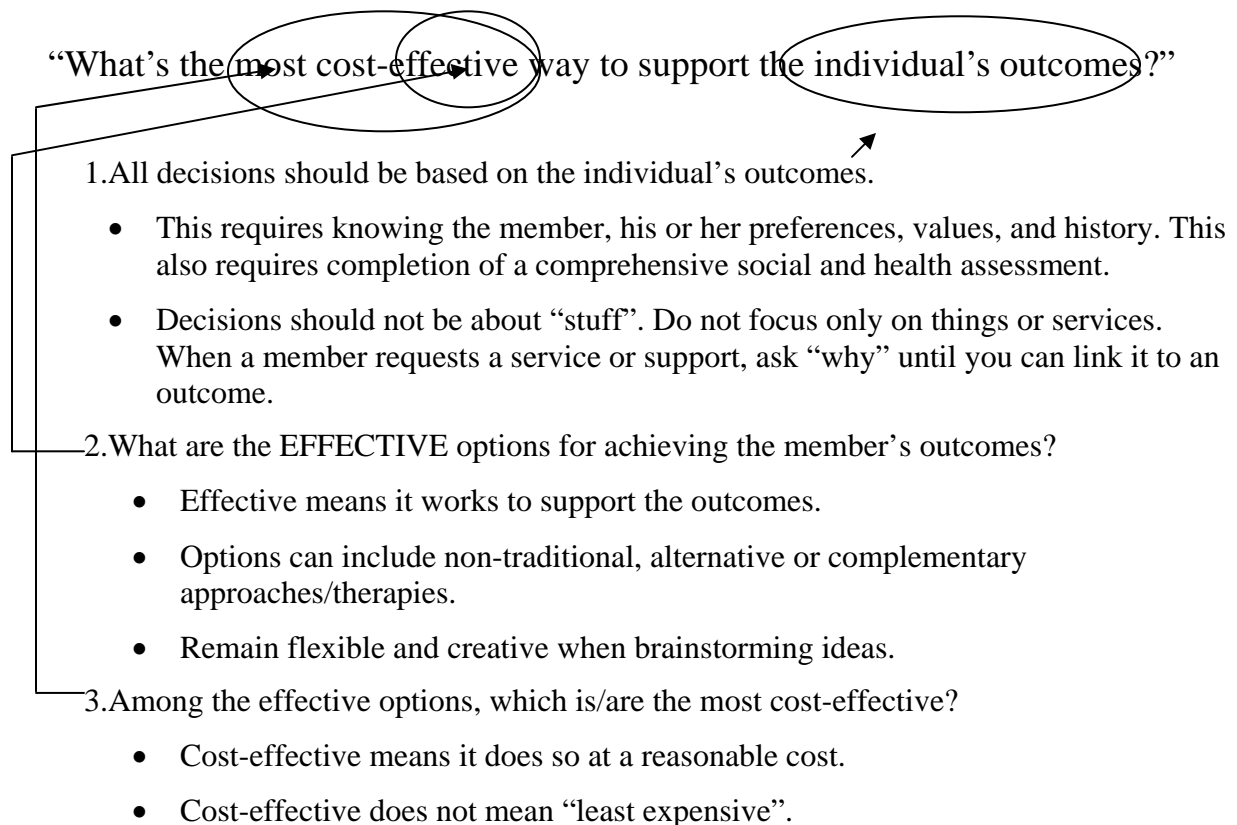 “What’s the most cost-effective way to support the individual’s outcomes?”
1.All decisions should be based on the individual’s outcomes.
• This requires knowing the member, his or her preferences, values, and history. This
also requires completion of a comprehensive social and health assessment.
• Decisions should not be about “stuff”. Do not focus only on things or services.
When a member requests a service or support, ask “why” until you can link it to an
outcome.
2.What are the EFFECTIVE options for achieving the member’s outcomes?
• Effective means it works to support the outcomes.
• Options can include non-traditional, alternative or complementary
approaches/therapies.
• Remain flexible and creative when brainstorming ideas.
3.Among the effective options, which is/are the most cost-effective?
• Cost-effective means it does so at a reasonable cost.
• Cost-effective does not mean “least expensive”.